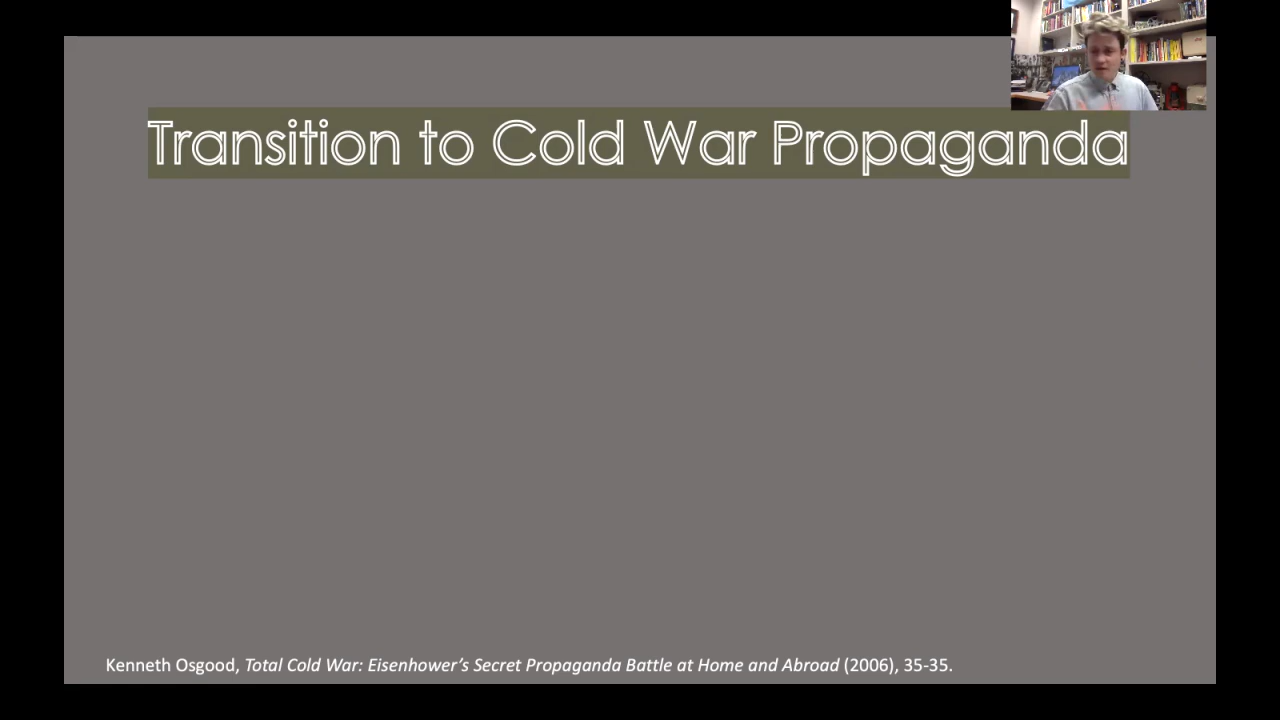 Transition to Cold War Propaganda
Kenneth Osgood, Total Cold War: Eisenhower’s Secret Propaganda Battle at Home and Abroad (2006), 35-35.